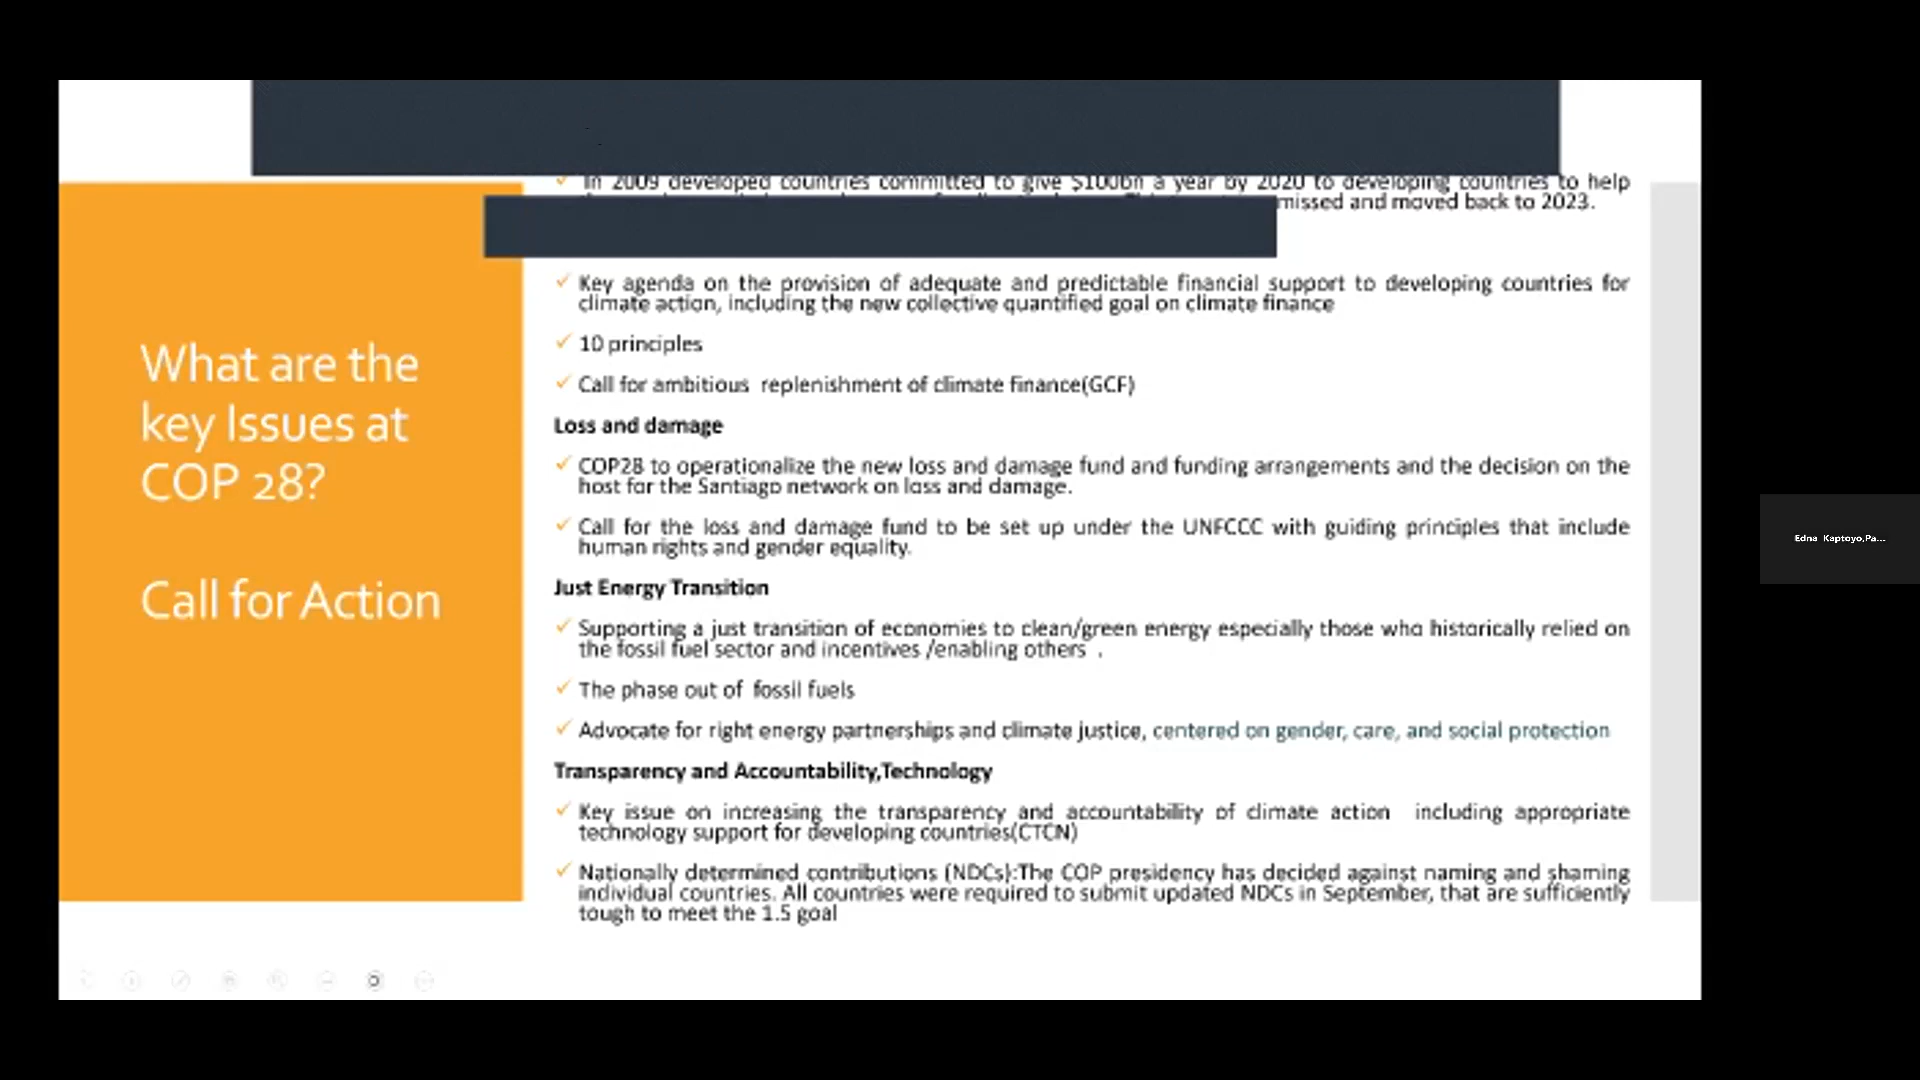 What are the
key Issues at
COP 28?
Call for Action
In 2009 developed countries committed to give $100bn a year by 2020 to developing countries to help
missed and moved back to 2023.
Key agenda on the provision of adequate and predictable financial support to developing countries for
climate action, including the new collective quantified goal on climate finance
10 principles
Call for ambitious replenishment of climate finance(GCF)
Loss and damage
COP28 to operationalize the new loss and damage fund and funding arrangements and the decision on the
host for the Santiago network on loss and damage.
Call for the loss and damage fund to be set up under the UNFCCC with guiding principles that include
human rights and gender equality.
Just Energy Transition
Supporting a just transition of economies to clean/green energy especially those who historically relied on
the fossil fuel sector and incentives /enabling others .
The phase out of fossil fuels
Advocate for right energy partnerships and climate justice, centered on gender, care, and social protection
Transparency and Accountability,Technology
Key issue on increasing the transparency and accountability of climate action including appropriate
technology support for developing countries(CTCN)
Nationally determined contributions (NDCs):The COP presidency has decided against naming and shaming
individual countries. All countries were required to submit updated NDCs in September, that are sufficiently
tough to meet the 1.5 goal
Edna Kaptoyo,Pa...